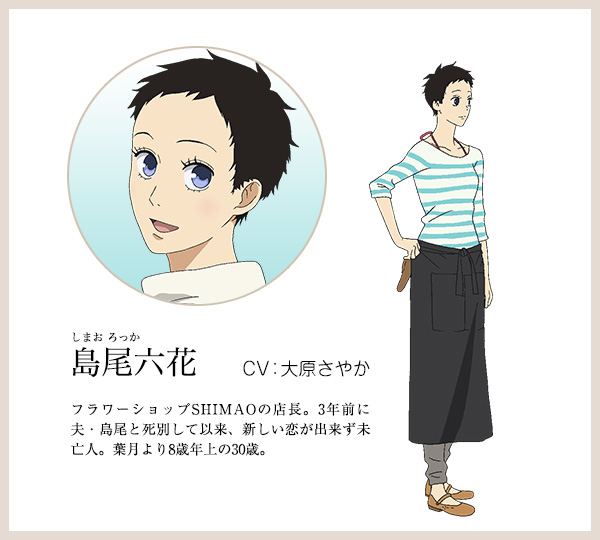 しまお ろっか
島尾六花
CV：大原さやか
フラワーショップSHIMAOの店長。3年前に
夫・島尾と死別して以来、新しい恋が出来ず未
亡人。葉月より8歳年上の30歳。